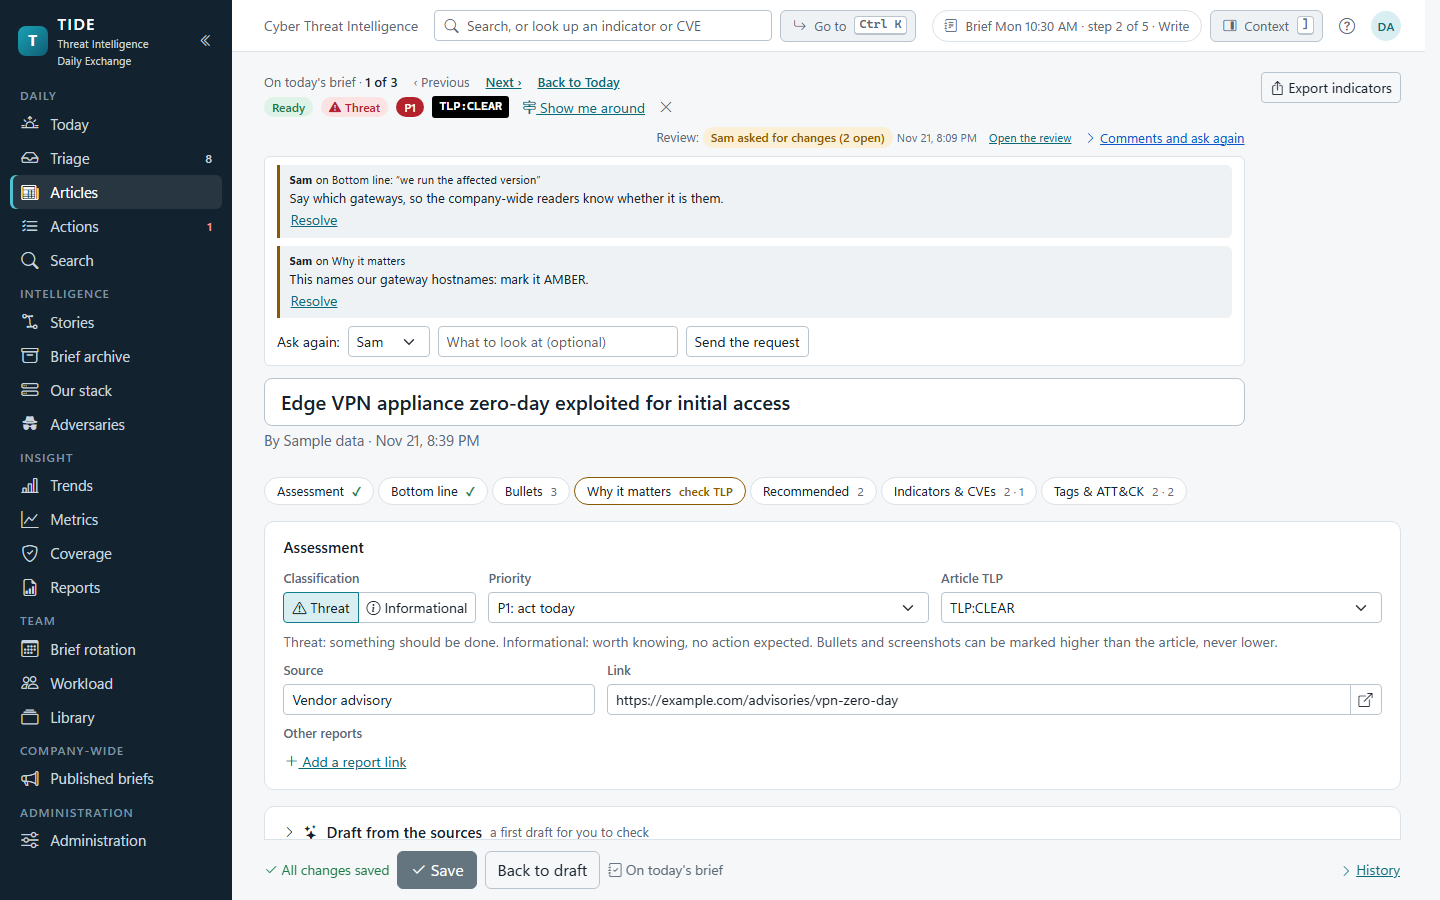 T
TIDE
Threat Intelligence
Daily Exchange
DAILY
Today
Triage 8
Articles
Actions 1
Search
INTELLIGENCE
Stories
Brief archive
Our stack
Adversaries
INSIGHT
Trends
Metrics
Coverage
Reports
TEAM
Brief rotation
Workload
Library
COMPANY-WIDE
Published briefs
ADMINISTRATION
Administration
Cyber Threat Intelligence
Search, or look up an indicator or CVE
Go to Ctrl K
Brief Mon 10:30 AM · step 2 of 5 · Write
Context ]
DA
On today's brief · 1 of 3 ‹ Previous Next › Back to Today
Export indicators
Ready Threat P1 TLP:CLEAR Show me around
Review: Sam asked for changes (2 open) Nov 21, 8:09 PM Open the review Comments and ask again
Sam on Bottom line: “we run the affected version”
Say which gateways, so the company-wide readers know whether it is them.
Resolve
Sam on Why it matters
This names our gateway hostnames: mark it AMBER.
Resolve
Ask again: Sam What to look at (optional) Send the request
Edge VPN appliance zero-day exploited for initial access
By Sample data · Nov 21, 8:39 PM
Assessment ✓ Bottom line ✓ Bullets 3 Why it matters check TLP Recommended 2 Indicators & CVEs 2 · 1 Tags & ATT&CK 2 · 2
Assessment
Classification Priority Article TLP
Threat Informational P1: act today TLP:CLEAR
Threat: something should be done. Informational: worth knowing, no action expected. Bullets and screenshots can be marked higher than the article, never lower.
Source Link
Vendor advisory https://example.com/advisories/vpn-zero-day
Other reports
+ Add a report link
Draft from the sources a first draft for you to check
✓ All changes saved ✓ Save Back to draft On today's brief History